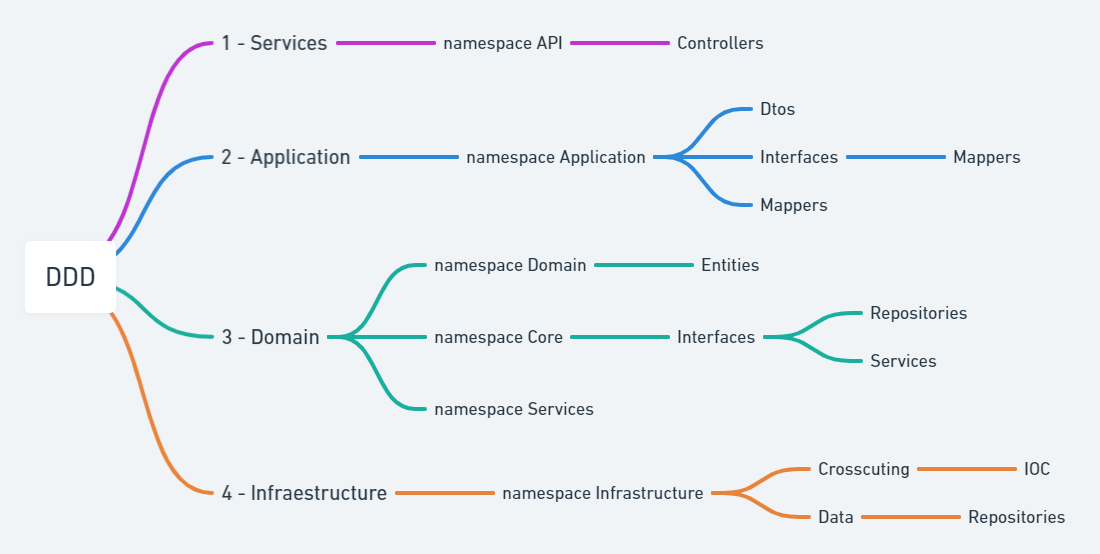 1 - Services
namespace API
Controllers
Dtos
2 - Application
namespace Application
Interfaces
Mappers
Mappers
DDD
namespace Domain
Entities
3 - Domain
namespace Core
Interfaces
Repositories
Services
namespace Services
4 - Infraestructure
namespace Infrastructure
Crosscuting
IOC
Data
Repositories